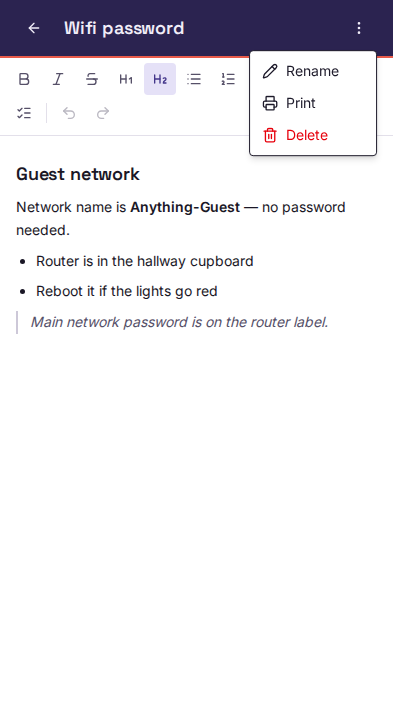 Wifi password
B I S H1 H2
Rename
Print
Delete
Guest network
Network name is Anything-Guest — no password
needed.
Router is in the hallway cupboard
Reboot it if the lights go red
Main network password is on the router label.